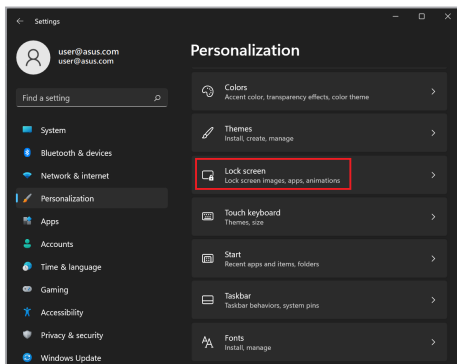 Settings
user@asus.com
user@asus.com
Find a setting
System
Bluetooth & devices
Network & internet
Personalization
Apps
Accounts
Time & language
Gaming
Accessibility
Privacy & security
Windows Update
Personalization
Colors
Accent color, transparency effects, color theme
Themes
Install, create, manage
Lock screen
Lock screen images, apps, animations
Touch keyboard
Themes, size
Start
Recent apps and items, folders
Taskbar
Taskbar behaviors, system pins
Fonts
Install, manage